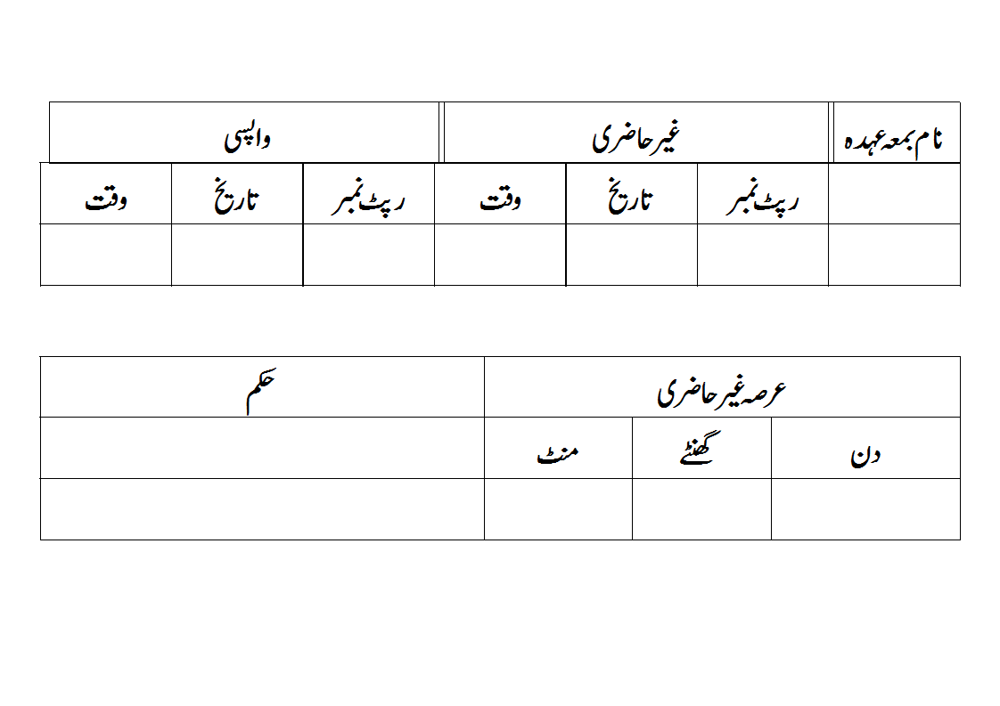 نام بمعہ عہدہ غیر حاضری واپسی
رپٹ نمبر تاریخ وقت رپٹ نمبر تاریخ وقت
عرصہ غیر حاضری حکم
دن گھنٹے منٹ